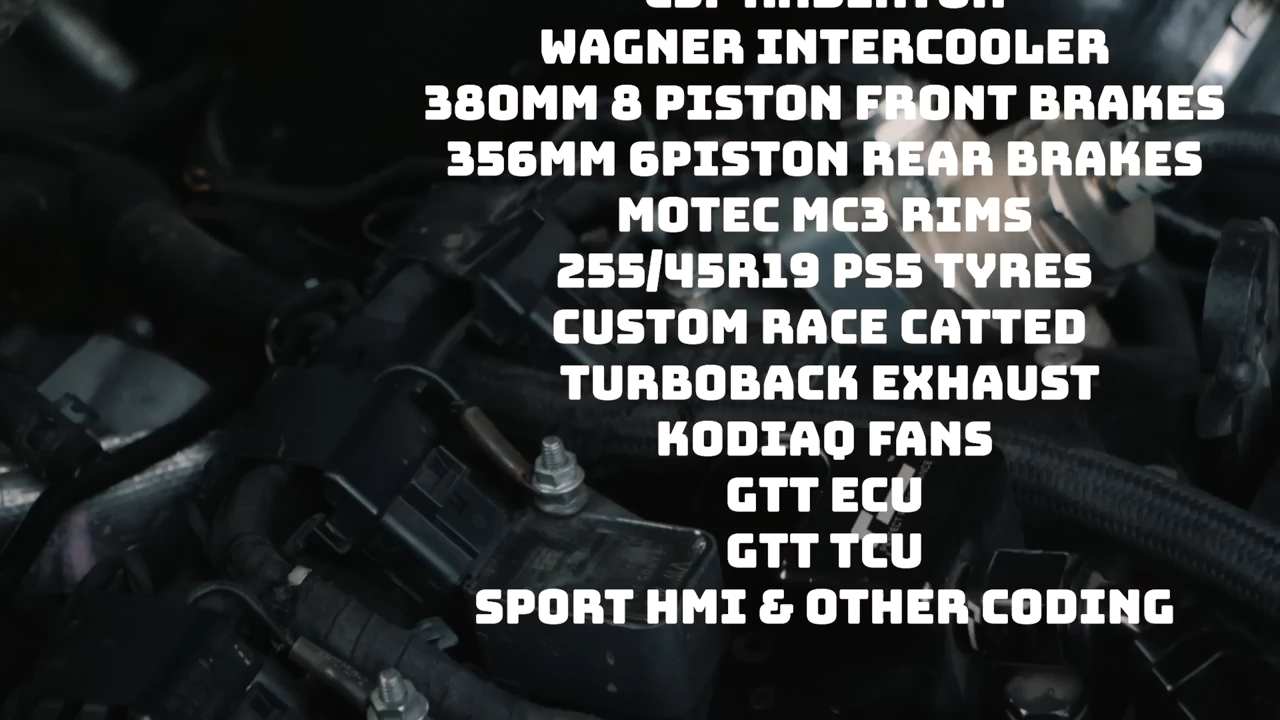 WAGNER INTERCOOLER
380MM 8 PISTON FRONT BRAKES
356MM 6PISTON REAR BRAKES
MOTEC MC3 RIMS
255/45R19 PS5 TYRES
CUSTOM RACE CATTED
TURBOBACK EXHAUST
KODIAQ FANS
GTT ECU
GTT TCU
SPORT HMI & OTHER CODING